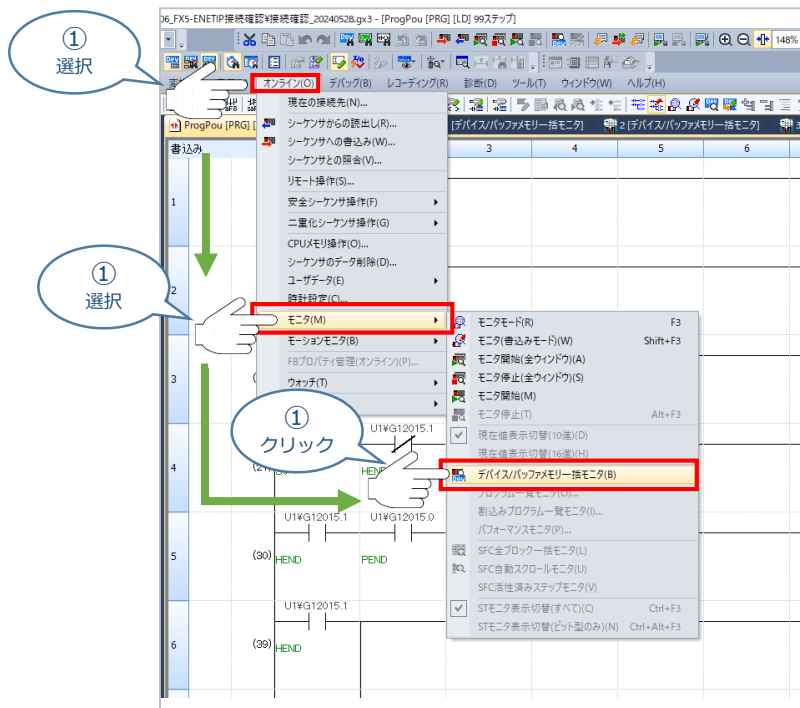 06_FX5-ENETIP接続確認¥接続確認_20240528.gx3 - [ProgPou [PRG] [LD] 99ステップ]
①
選択
148%
オンライン(O)
デバッグ(B)
レコーディング(R)
診断(D)
ツール(T)
ウィンドウ(W)
ヘルプ(H)
ProgPou [PRG] [
[デバイス/バッファメモリ一括モニタ]
2 [デバイス/バッファメモリ一括モニタ]
書込み
3
4
5
6
現在の接続先(N)...
シーケンサからの読出し(R)...
シーケンサへの書込み(W)...
シーケンサとの照合(V)...
リモート操作(S)...
安全シーケンサ操作(F)
二重化シーケンサ操作(G)
CPUメモリ操作(O)...
シーケンサのデータ削除(D)...
ユーザデータ(E)
時計設定(C)...
モニタ(M)
モーションモニタ(B)
FBプロパティ管理(オンライン)(P)...
ウォッチ(T)
1
2
3
①
選択
モニタモード(R) F3
モニタ(書込みモード)(W) Shift+F3
モニタ開始(全ウィンドウ)(A)
モニタ停止(全ウィンドウ)(S)
モニタ開始(M)
モニタ停止(T) Alt+F3
現在値表示切替(10進)(D)
現在値表示切替(16進)(H)
デバイス/バッファメモリ一括モニタ(B)
プログラム一覧モニタ(O)...
割込みプログラム一覧モニタ(I)...
パフォーマンスモニタ(P)...
SFC全ブロック一括モニタ(L)
SFC自動スクロールモニタ(U)
SFC活性済みステップモニタ(V)
STモニタ表示切替(すべて)(C) Ctrl+F3
STモニタ表示切替(ビット型のみ)(N) Ctrl+Alt+F3
①
クリック
U1¥G12015.1
4
HEND
U1¥G12015.1 U1¥G12015.0
5
(30)
HEND PEND
U1¥G12015.1
6
(39)
HEND